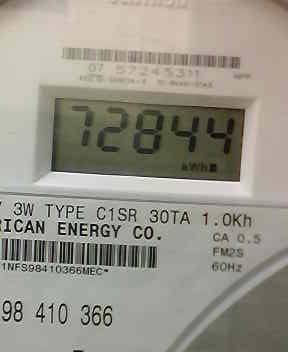 07 57245311
72844
kWh
V 3W TYPE C1SR 30TA 1.0Kh
RICAN ENERGY CO.
CA 0.5
FM2S
60Hz
1NFS98410366MEC*
98 410 366